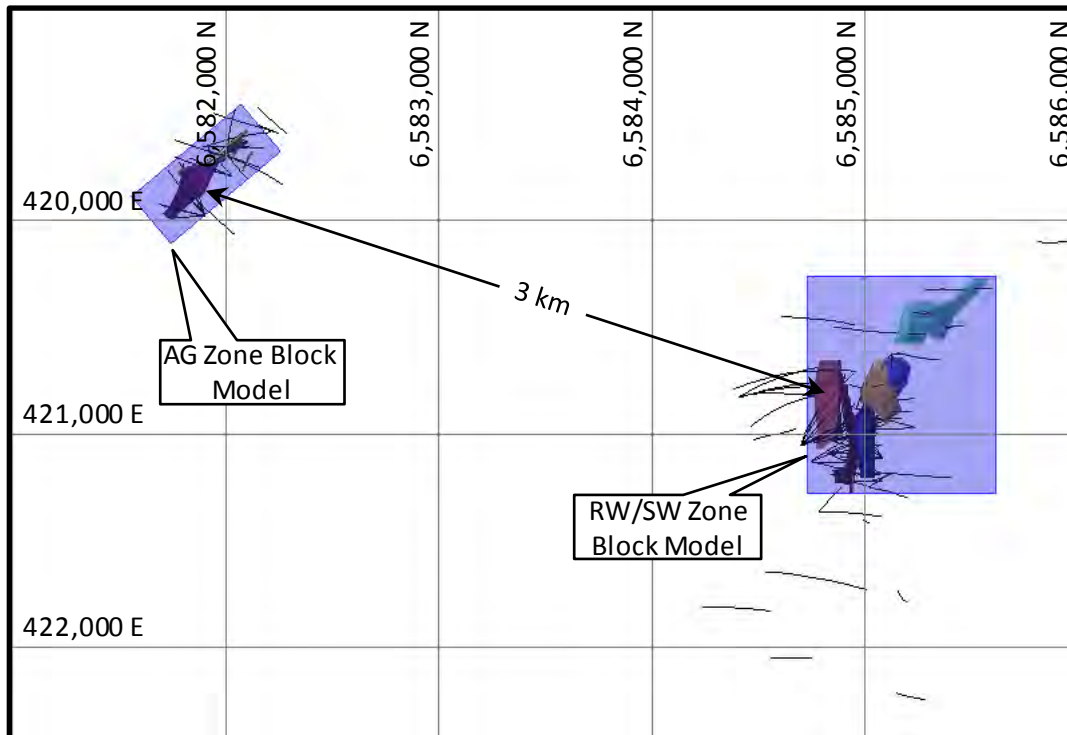 6,582,000 N
6,583,000 N
6,584,000 N
6,585,000 N
6,586,000 N
420,000 E
3 km
AG Zone Block
Model
421,000 E
RW/SW Zone
Block Model
422,000 E